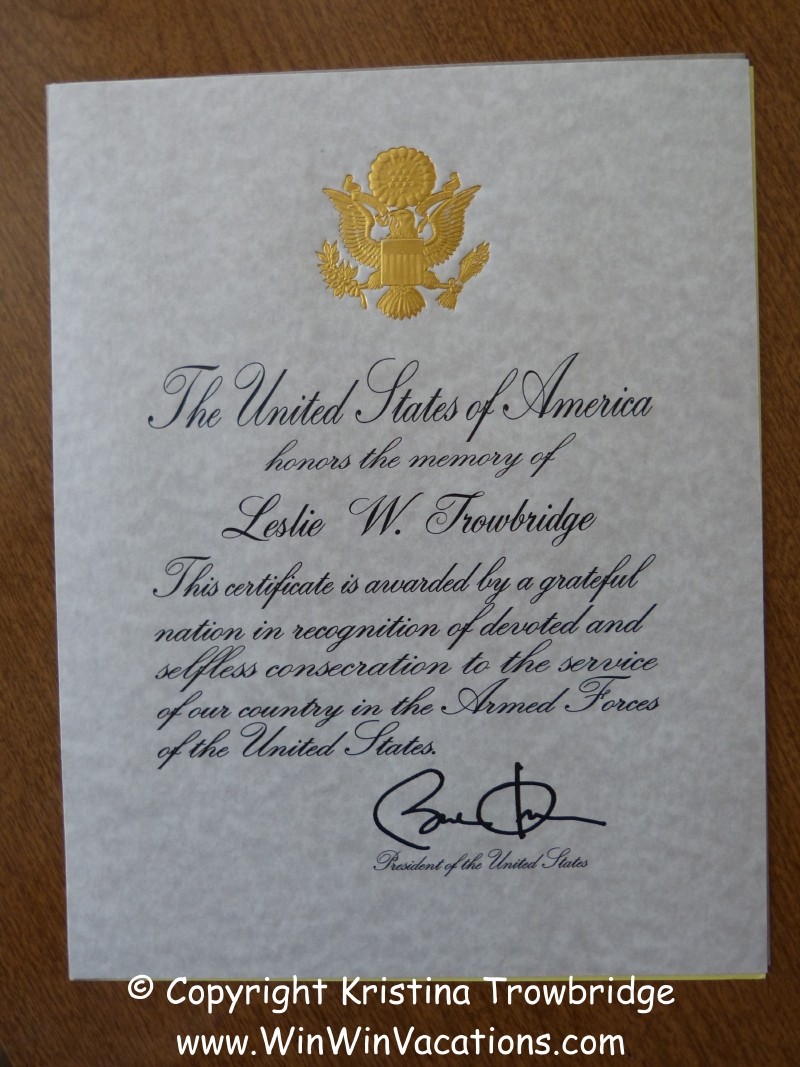 The United States of America
honors the memory of
Leslie W. Trowbridge
This certificate is awarded by a grateful
nation in recognition of devoted and
selfless consecration to the service
of our country in the Armed Forces
of the United States.
President of the United States
© Copyright Kristina Trowbridge
www.WinWinVacations.com